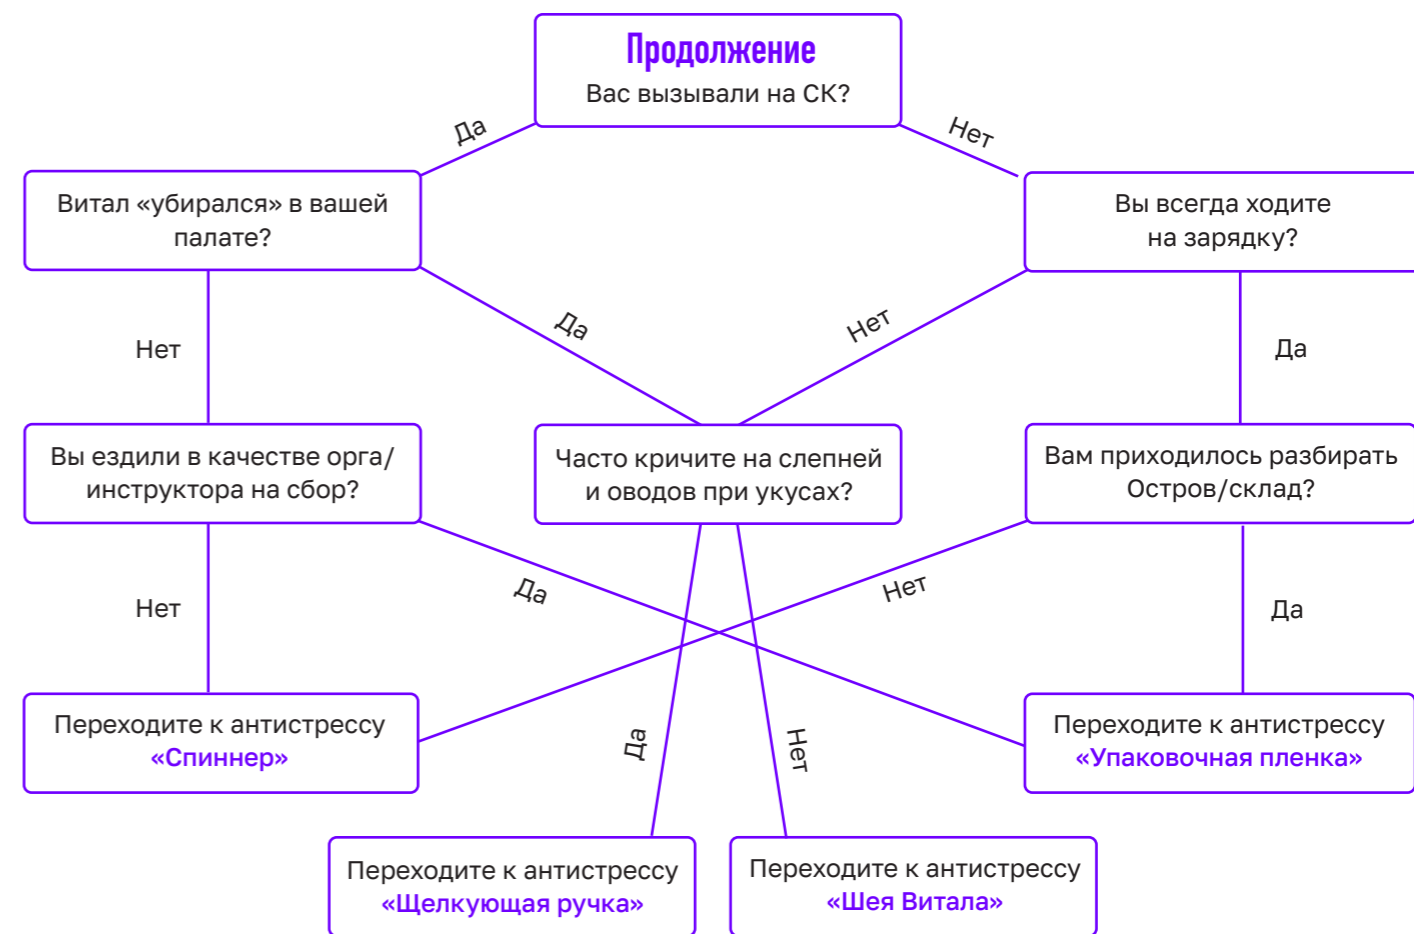 Продолжение
Вас вызывали на СК?
Да
Нет
Витал «убирался» в вашей
палате?
Вы всегда ходите
на зарядку?
Нет
Да
Нет
Да
Вы ездили в качестве орга/
инструктора на сбор?
Часто кричите на слепней
и оводов при укусах?
Вам приходилось разбирать
Остров/склад?
Нет
Да
Нет
Да
Переходите к антистрессу
«Спиннер»
Да
Нет
Переходите к антистрессу
«Упаковочная пленка»
Переходите к антистрессу
«Щелкующая ручка»
Переходите к антистрессу
«Шея Витала»